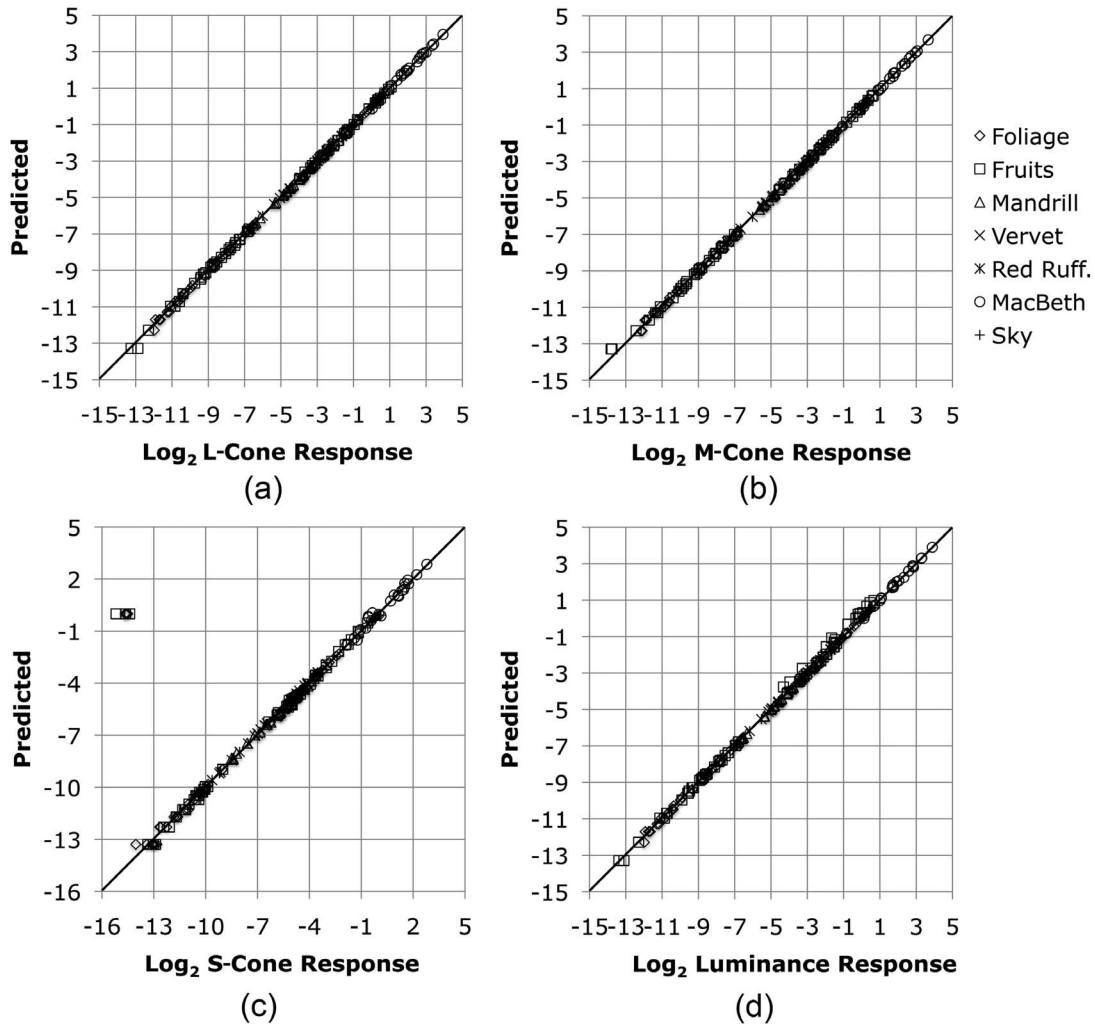 5
3
1
-1
-3
-5
-7
-9
-11
-13
-15
Predicted
-15-13-11 -9 -7 -5 -3 -1 1 3 5
Log₂ L-Cone Response
(a)
5
3
1
-1
-3
-5
-7
-9
-11
-13
-15
Predicted
-15-13-11 -9 -7 -5 -3 -1 1 3 5
Log₂ M-Cone Response
(b)
Foliage
Fruits
Mandrill
Vervet
Red Ruff.
MacBeth
Sky
5
2
-1
-4
-7
-10
-13
-16
Predicted
-16 -13 -10 -7 -4 -1 2 5
Log₂ S-Cone Response
(c)
5
3
1
-1
-3
-5
-7
-9
-11
-13
-15
Predicted
-15-13-11 -9 -7 -5 -3 -1 1 3 5
Log₂ Luminance Response
(d)